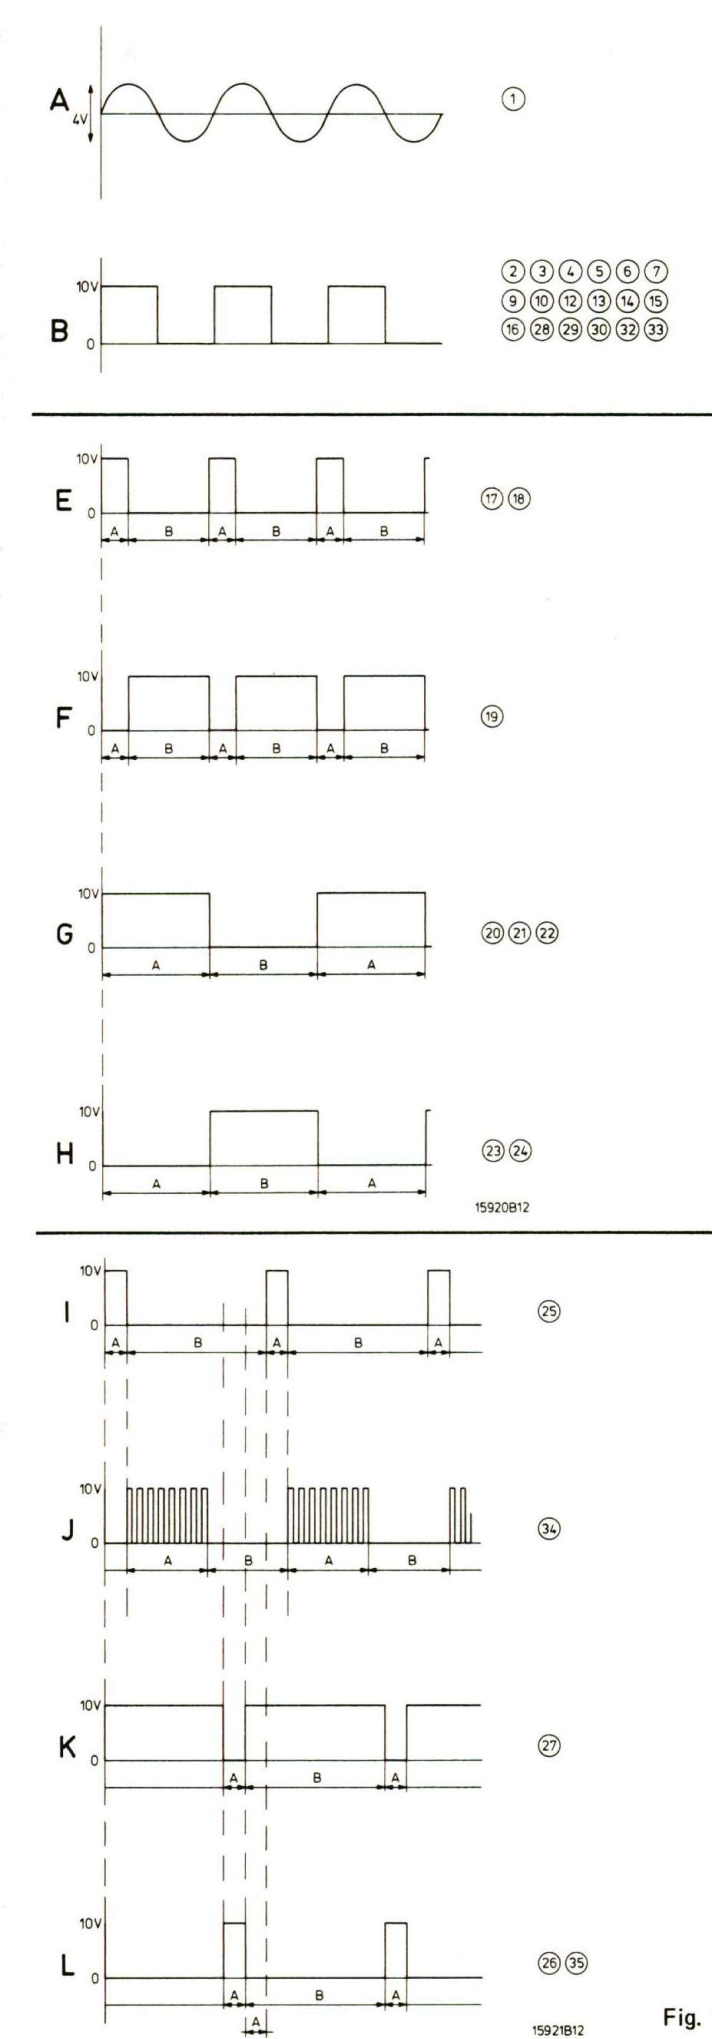 A
4V
1
2 3 4 5 6 7
10V
9 10 12 13 14 15
B
16 28 29 30 32 33
0
10V
E
17 18
0
A B A B A B
10V
F
19
0
A B A B A B
10V
G
20 21 22
0
A B A
10V
H
23 24
0
A B A
15920B12
10V
I
25
0
A B A B A
10V
J
34
0
A B A B
10V
K
27
0
A B A
10V
L
26 35
0
A B A
A
15921B12
Fig.